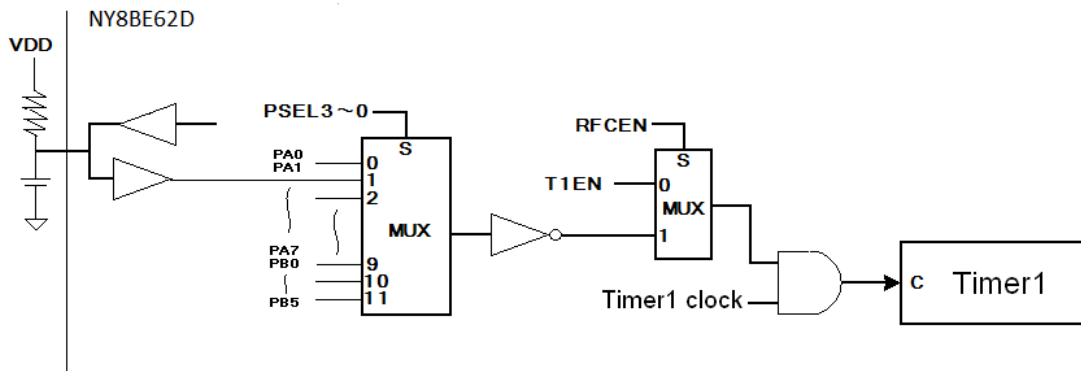 NY8BE62D
VDD
PSEL3~0
RFCEN
S
S
PA0
0
PA1
1
T1EN
0
2
MUX
MUX
1
PA7
PB0
9
10
PB5
11
Timer1 clock
C
Timer1